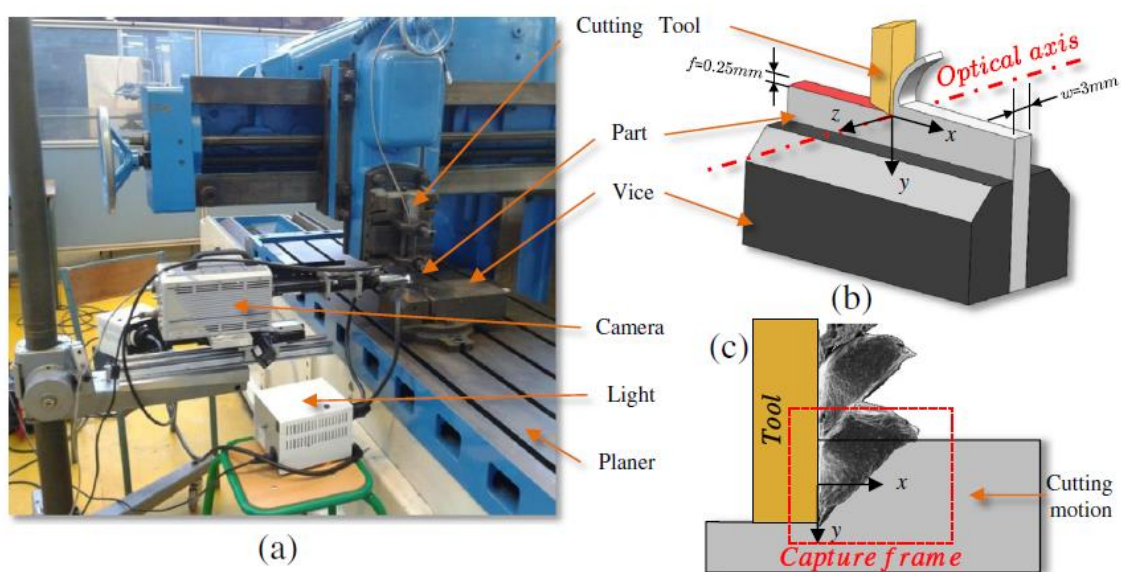 Cutting Tool
Part
Vice
Camera
Light
Planer
(a)
f=0.25mm
Optical axis
w=3mm
z
x
y
(b)
(c)
Tool
x
y
Cutting
motion
Capture frame